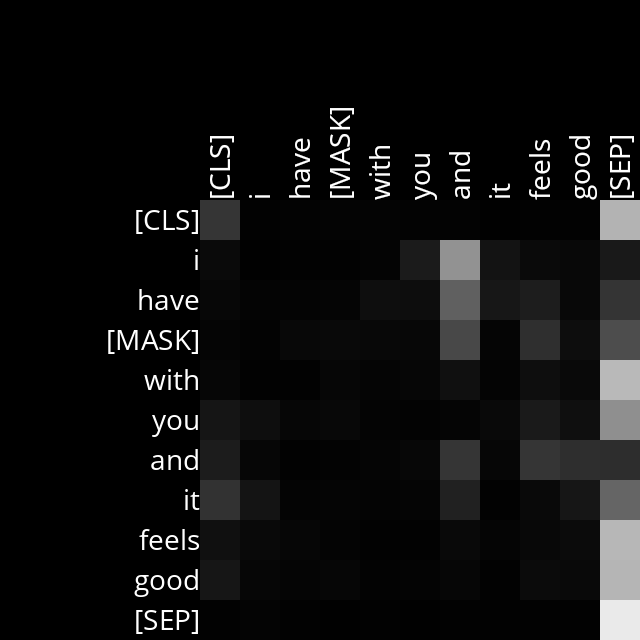 [CLS] i have [MASK] with you and it feels good [SEP]
[CLS]
i
have
[MASK]
with
you
and
it
feels
good
[SEP]